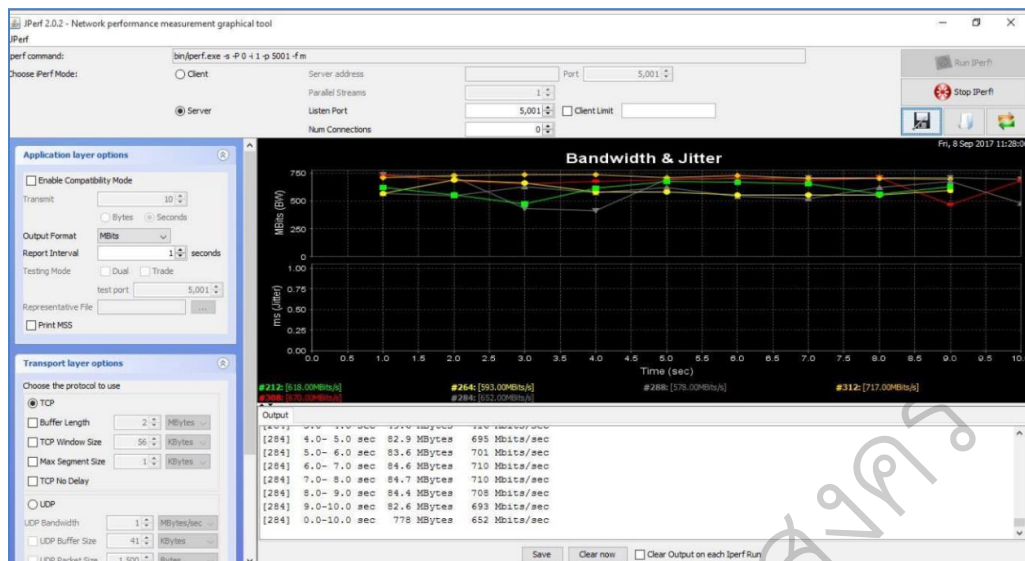 JPerf 2.0.2 - Network performance measurement graphical tool
JPerf
perf command: bin/iperf.exe -s -P 0 -i 1 -p 5001 -f m
Choose iPerf Mode: Client Server address Port 5,001
Parallel Streams 1
Server Listen Port 5,001 Client Limit
Num Connections 0
Run IPerf!
Stop IPerf!
Fri, 8 Sep 2017 11:28:0
Application layer options
Enable Compatibility Mode
Transmit 10
Bytes Seconds
Output Format MBits
Report Interval 1 seconds
Testing Mode Dual Trade
test port 5,001
Representative File ...
Print MSS
Transport layer options
Choose the protocol to use
TCP
Buffer Length 2 MBytes
TCP Window Size 56 KBytes
Max Segment Size 1 KBytes
TCP No Delay
UDP
UDP Bandwidth 1 MBytes/sec
UDP Buffer Size 41 KBytes
UDP Packet Size 1,500 Bytes
Bandwidth & Jitter
MBits (BW)
750
500
250
0
ms (Jitter)
1.00
0.75
0.50
0.25
0.00
0.0 0.5 1.0 1.5 2.0 2.5 3.0 3.5 4.0 4.5 5.0 5.5 6.0 6.5 7.0 7.5 8.0 8.5 9.0 9.5 10.
Time (sec)
#212: [618.00MBits/s] #264: [593.00MBits/s] #288: [578.00MBits/s] #312: [717.00MBits/s]
#308: [670.00MBits/s] #284: [652.00MBits/s]
Output
[284] 4.0- 5.0 sec 82.9 MBytes 695 Mbits/sec
[284] 5.0- 6.0 sec 83.6 MBytes 701 Mbits/sec
[284] 6.0- 7.0 sec 84.6 MBytes 710 Mbits/sec
[284] 7.0- 8.0 sec 84.7 MBytes 710 Mbits/sec
[284] 8.0- 9.0 sec 84.4 MBytes 708 Mbits/sec
[284] 9.0-10.0 sec 82.6 MBytes 693 Mbits/sec
[284] 0.0-10.0 sec 778 MBytes 652 Mbits/sec
Save Clear now Clear Output on each Iperf Run